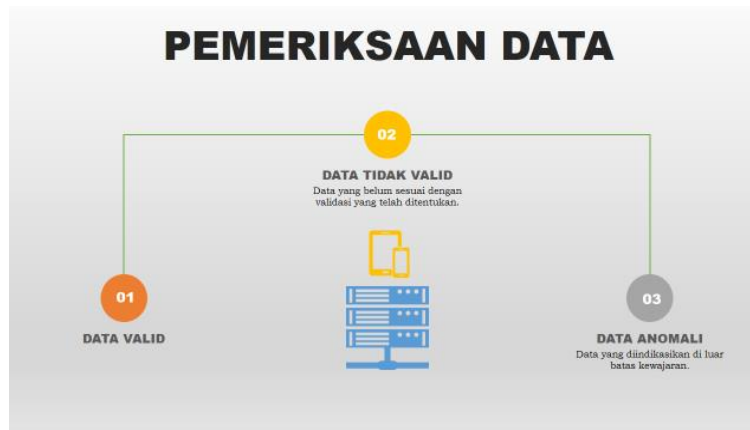 PEMERIKSAAN DATA
02
DATA TIDAK VALID
Data yang belum sesuai dengan
validasi yang telah ditentukan.
01
DATA VALID
03
DATA ANOMALI
Data yang diindikasikan di luar
batas kewajaran.